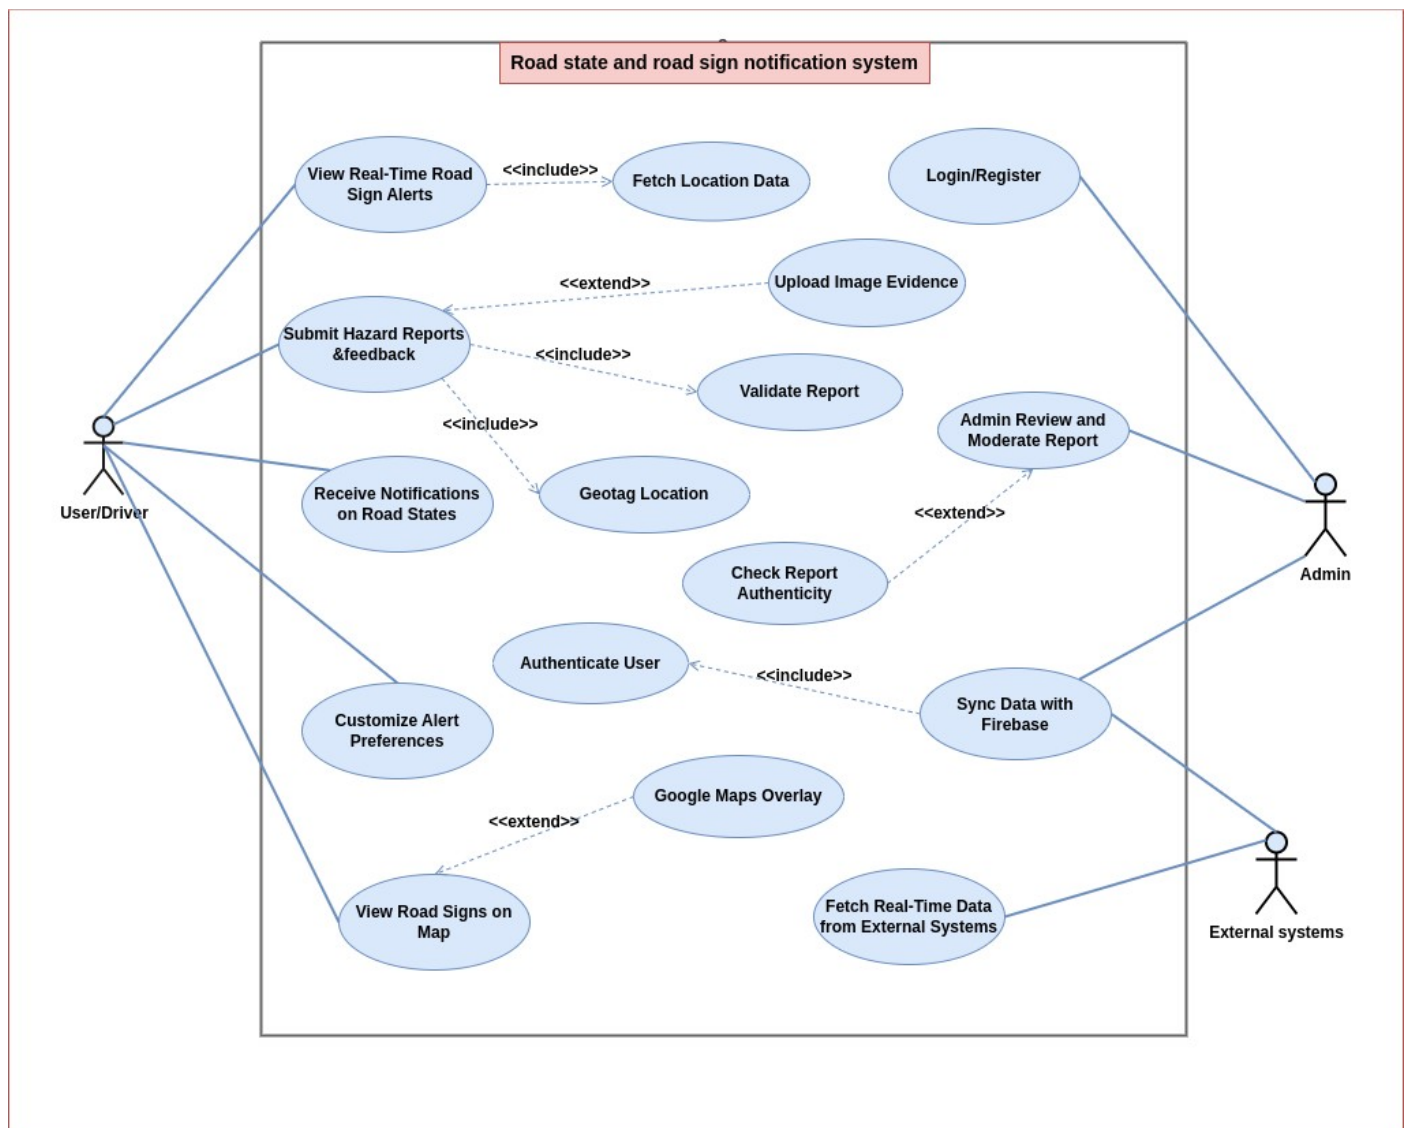 Road state and road sign notification system
View Real-Time Road
Sign Alerts
<<include>>
Fetch Location Data
Login/Register
<<extend>>
Upload Image Evidence
Submit Hazard Reports
&feedback
<<include>>
Validate Report
<<include>>
Admin Review and
Moderate Report
Receive Notifications
on Road States
Geotag Location
User/Driver
<<extend>>
Check Report
Authenticity
Admin
Authenticate User
<<include>>
Sync Data with
Firebase
Customize Alert
Preferences
Google Maps Overlay
<<extend>>
View Road Signs on
Map
Fetch Real-Time Data
from External Systems
External systems